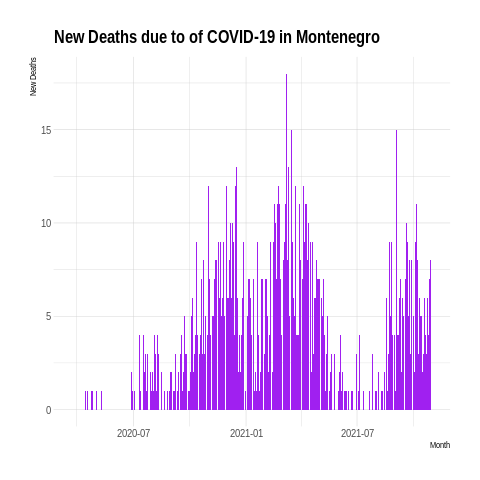 New Deaths due to of COVID-19 in Montenegro
New Deaths
15
10
5
0
2020-07
2021-01
2021-07
Month